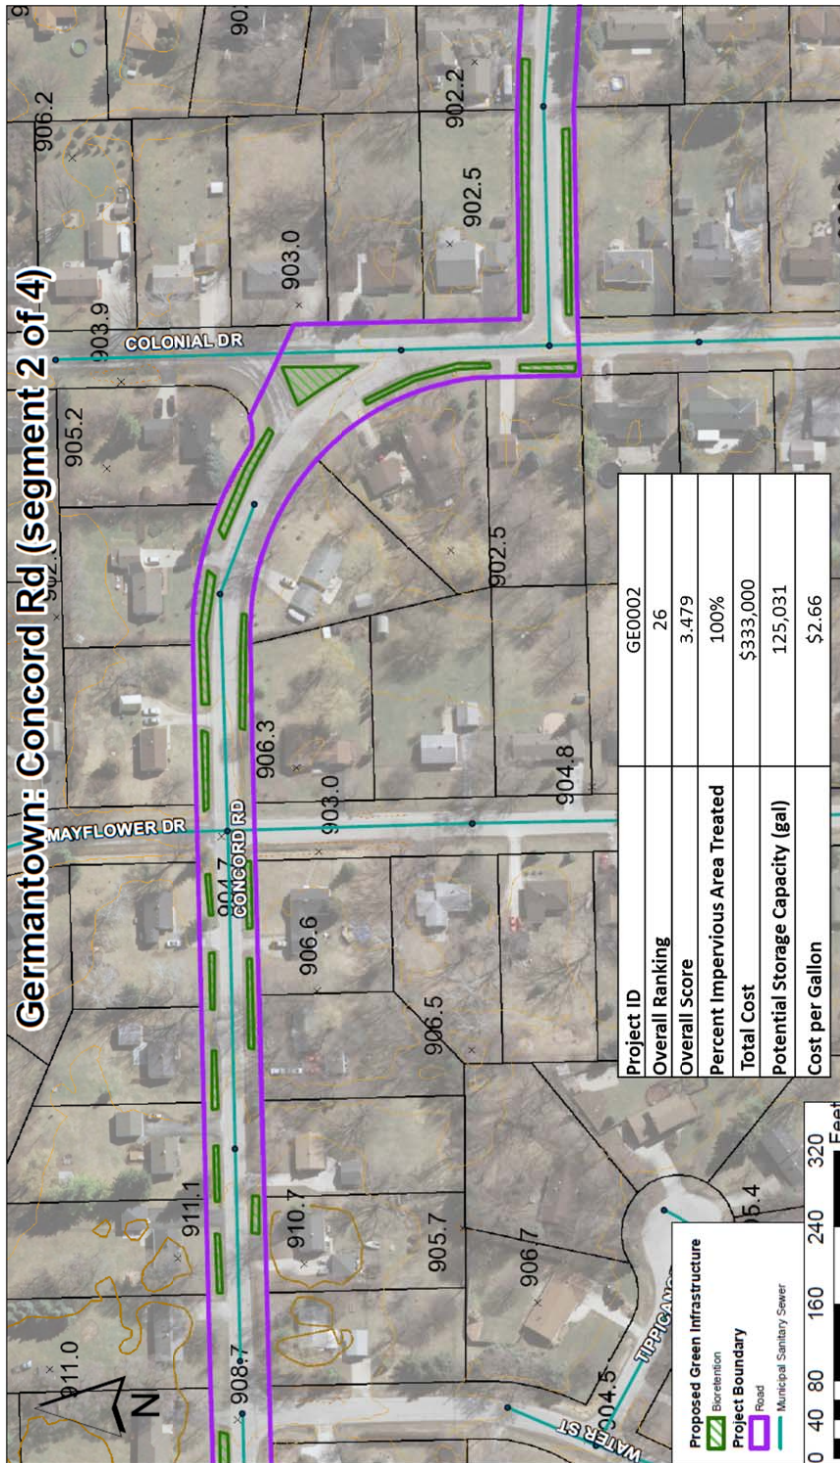 Germantown: Concord Rd (segment 2 of 4)
906.2
902.2
903.9
COLONIAL DR
903.0
902.5
905.2
902.5
MAYFLOWER DR
904.7
CONCORD RD
906.3
903.0
904.8
906.6
906.5
911.1
910.7
905.7
906.7
911.0
N
908.7
WATER ST
904.5
Project ID GE0002
Overall Ranking 26
Overall Score 3.479
Percent Impervious Area Treated 100%
Total Cost $333,000
Potential Storage Capacity (gal) 125,031
Cost per Gallon $2.66
Proposed Green Infrastructure
Bioretention
Project Boundary
Road
Municipal Sanitary Sewer
0 40 80 160 240 320
Feet